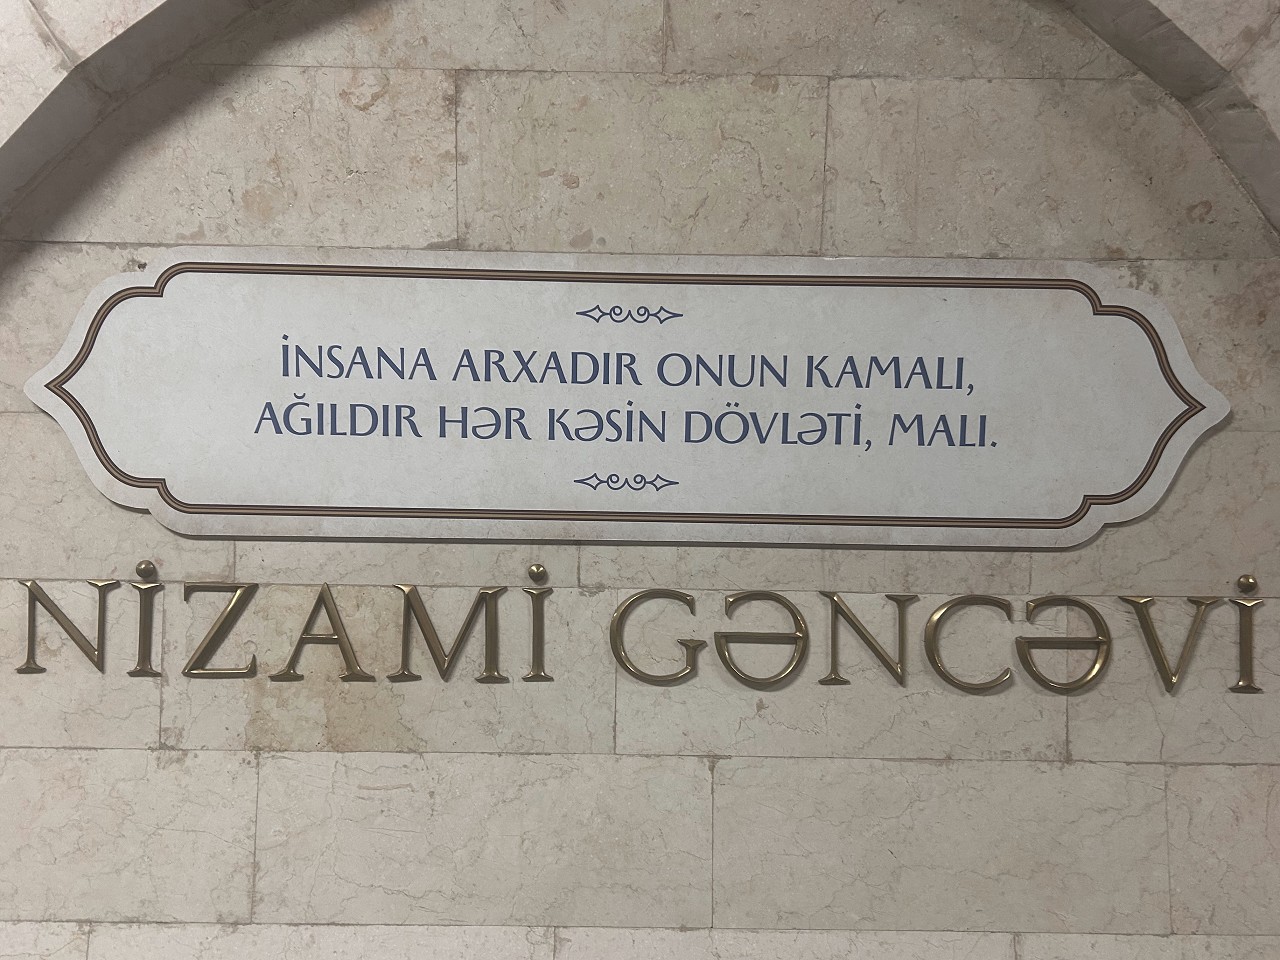 İNSANA ARXADIR ONUN KAMALI,
AĞILDIR HƏR KƏSİN DÖVLƏTİ, MALI.
NİZAMİ GƏNCƏVİ